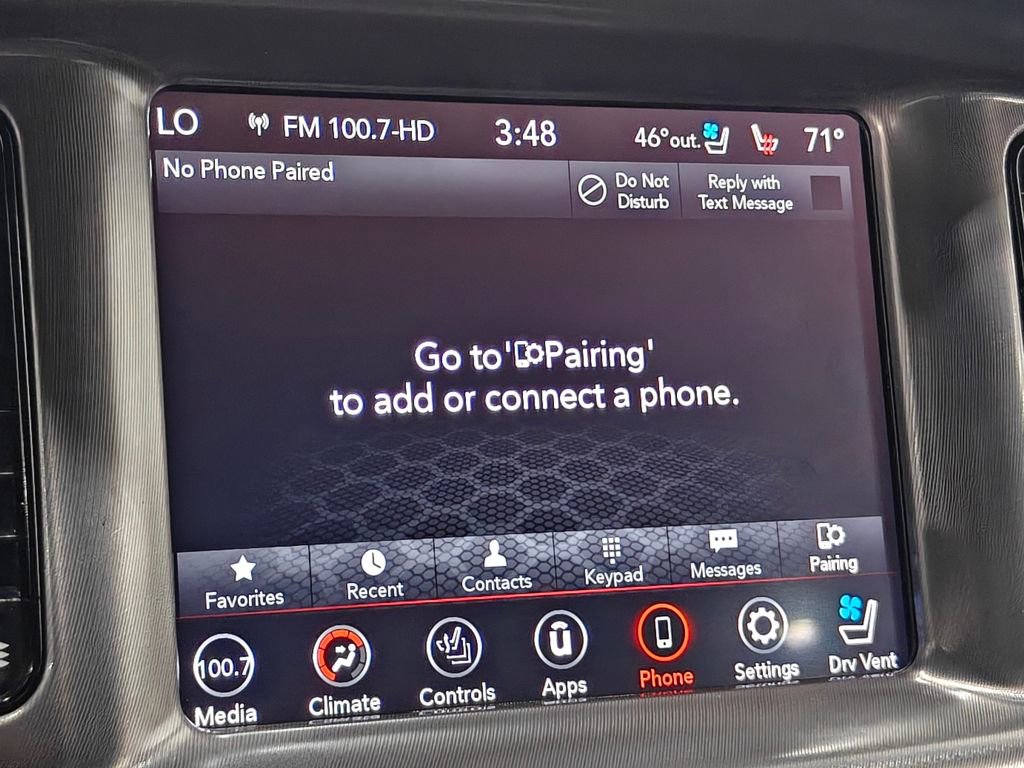 LO FM 100.7-HD 3:48 46°out. 71°
No Phone Paired
Do Not
Disturb
Reply with
Text Message
Go to 'Pairing'
to add or connect a phone.
Favorites Recent Contacts Keypad Messages Pairing
100.7
Media Climate Controls Apps Phone Settings Drv Vent